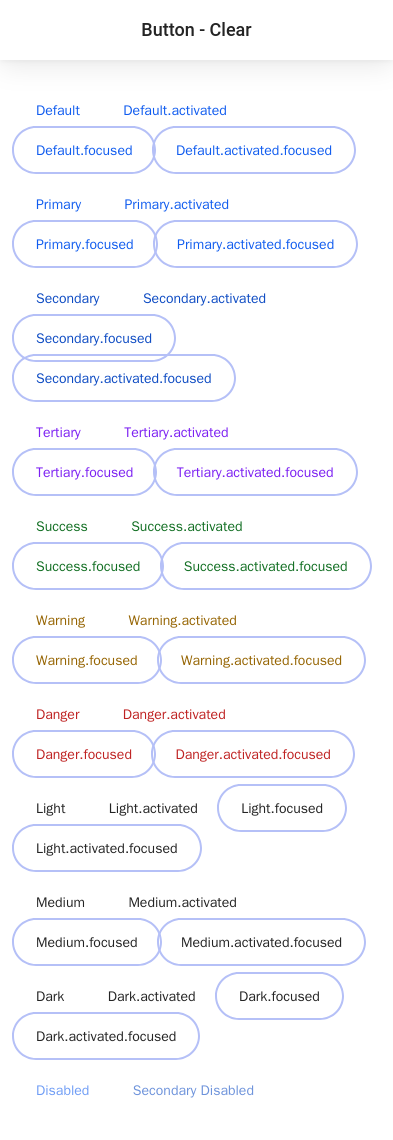 Button - Clear
Default Default.activated
Default.focused Default.activated.focused
Primary Primary.activated
Primary.focused Primary.activated.focused
Secondary Secondary.activated
Secondary.focused
Secondary.activated.focused
Tertiary Tertiary.activated
Tertiary.focused Tertiary.activated.focused
Success Success.activated
Success.focused Success.activated.focused
Warning Warning.activated
Warning.focused Warning.activated.focused
Danger Danger.activated
Danger.focused Danger.activated.focused
Light Light.activated Light.focused
Light.activated.focused
Medium Medium.activated
Medium.focused Medium.activated.focused
Dark Dark.activated Dark.focused
Dark.activated.focused
Disabled Secondary Disabled